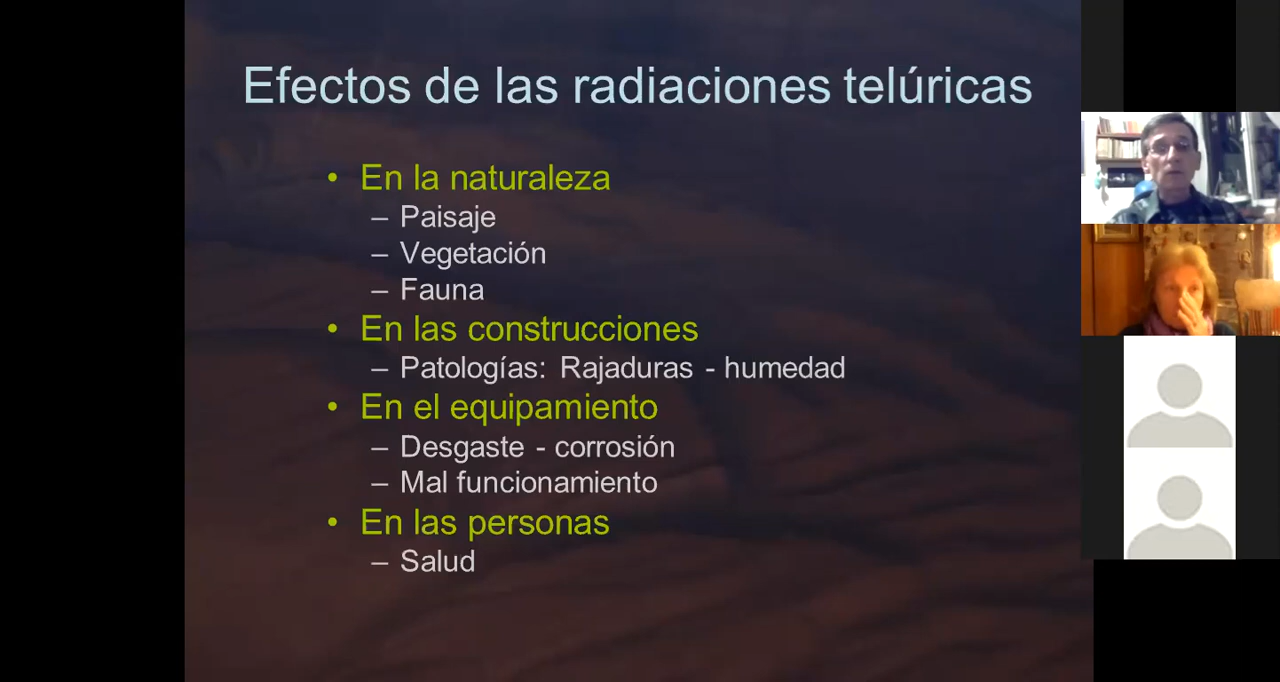 Efectos de las radiaciones telúricas
• En la naturaleza
– Paisaje
– Vegetación
– Fauna
• En las construcciones
– Patologías: Rajaduras - humedad
• En el equipamiento
– Desgaste - corrosión
– Mal funcionamiento
• En las personas
– Salud